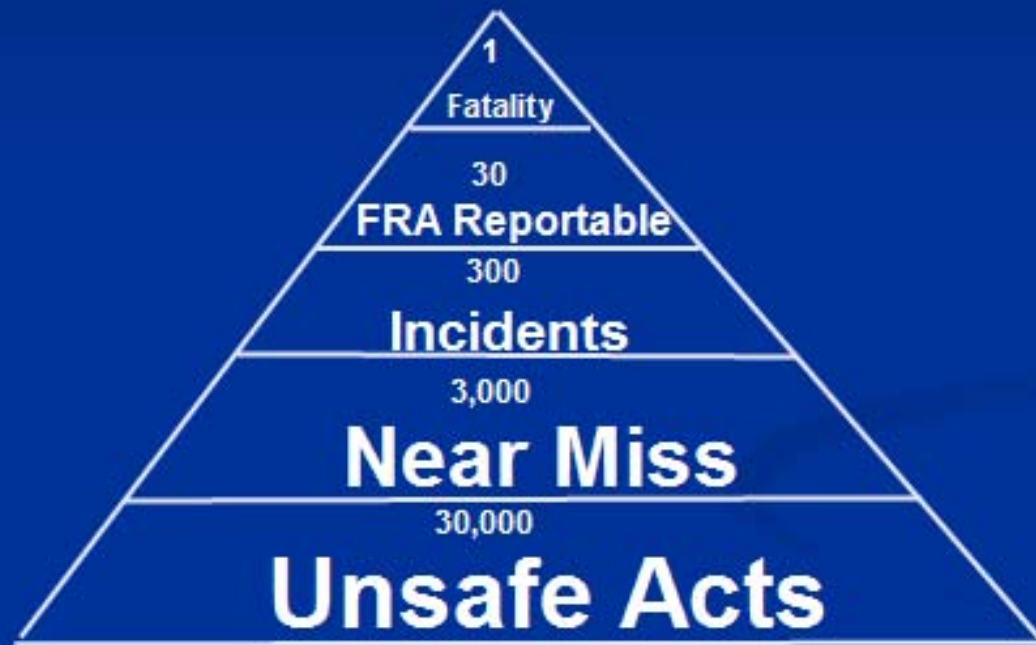 1
Fatality
30
FRA Reportable
300
Incidents
3,000
Near Miss
30,000
Unsafe Acts